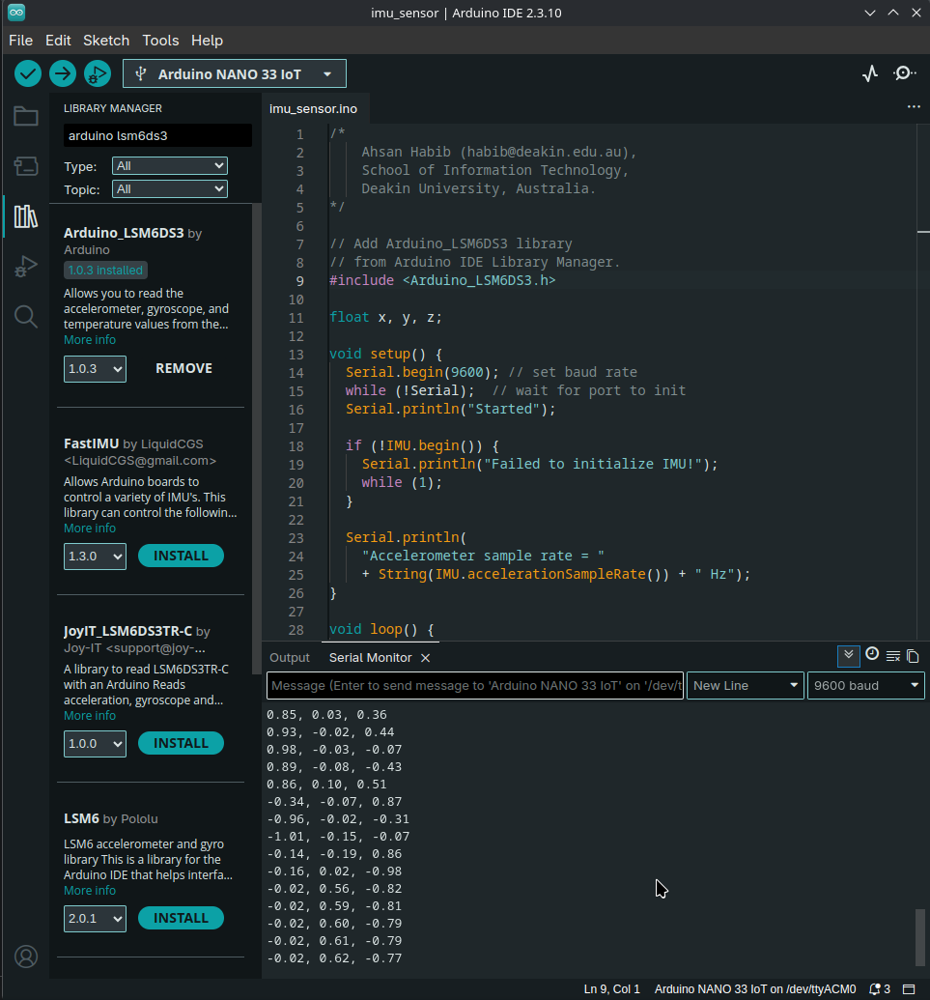 imu_sensor | Arduino IDE 2.3.10
File Edit Sketch Tools Help
Arduino NANO 33 IoT
LIBRARY MANAGER
arduino lsm6ds3
Type: All
Topic: All
Arduino_LSM6DS3 by
Arduino
1.0.3 installed
Allows you to read the
accelerometer, gyroscope, and
temperature values from the...
More info
1.0.3 REMOVE
FastIMU by LiquidCGS
<LiquidCGS@gmail.com>
Allows Arduino boards to
control a variety of IMU's. This
library can control the followin...
More info
1.3.0 INSTALL
JoyIT_LSM6DS3TR-C by
Joy-IT <support@joy-...
A library to read LSM6DS3TR-C
with an Arduino Reads
acceleration, gyroscope and...
More info
1.0.0 INSTALL
LSM6 by Pololu
LSM6 accelerometer and gyro
library This is a library for the
Arduino IDE that helps interfa...
More info
2.0.1 INSTALL
imu_sensor.ino
1 /*
2 Ahsan Habib (habib@deakin.edu.au),
3 School of Information Technology,
4 Deakin University, Australia.
5 */
6
7 // Add Arduino_LSM6DS3 library
8 // from Arduino IDE Library Manager.
9 #include <Arduino_LSM6DS3.h>
10
11 float x, y, z;
12
13 void setup() {
14 Serial.begin(9600); // set baud rate
15 while (!Serial); // wait for port to init
16 Serial.println("Started");
17
18 if (!IMU.begin()) {
19 Serial.println("Failed to initialize IMU!");
20 while (1);
21 }
22
23 Serial.println(
24 "Accelerometer sample rate = "
25 + String(IMU.accelerationSampleRate()) + " Hz");
26 }
27
28 void loop() {
Output Serial Monitor
Message (Enter to send message to 'Arduino NANO 33 IoT' on '/dev/t New Line 9600 baud
0.85, 0.03, 0.36
0.93, -0.02, 0.44
0.98, -0.03, -0.07
0.89, -0.08, -0.43
0.86, 0.10, 0.51
-0.34, -0.07, 0.87
-0.96, -0.02, -0.31
-1.01, -0.15, -0.07
-0.14, -0.19, 0.86
-0.16, 0.02, -0.98
-0.02, 0.56, -0.82
-0.02, 0.59, -0.81
-0.02, 0.60, -0.79
-0.02, 0.61, -0.79
-0.02, 0.62, -0.77
Ln 9, Col 1 Arduino NANO 33 IoT on /dev/ttyACM0 3